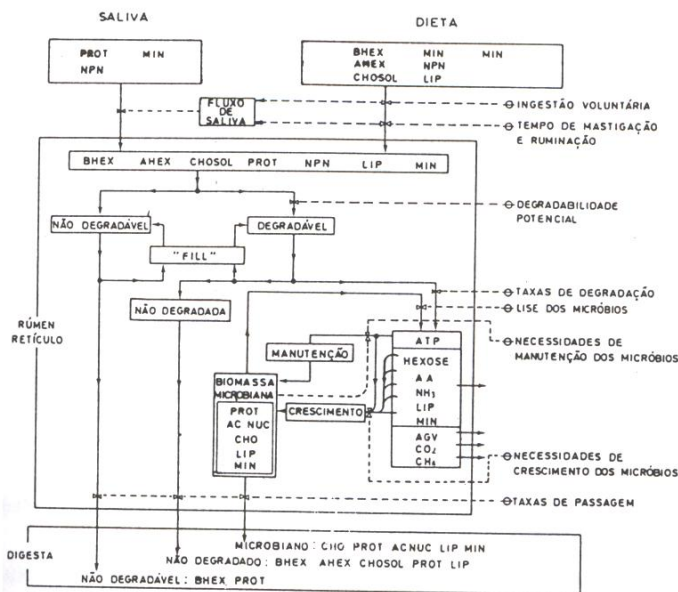 SALIVA
DIETA
PROT MIN
NPN
BHEX MIN MIN
AHEX NPN
CHOSOL LIP
FLUXO
DE
SALIVA
INGESTÃO VOLUNTÁRIA
TEMPO DE MASTIGAÇÃO
E RUMINAÇÃO
BHEX AHEX CHOSOL PROT NPN LIP MIN
NÃO DEGRADÁVEL
DEGRADÁVEL
DEGRADABILIDADE
POTENCIAL
"FILL"
NÃO DEGRADADA
TAXAS DE DEGRADAÇÃO
LISE DOS MICRÓBIOS
RÚMEN
RETÍCULO
MANUTENÇÃO
ATP
NECESSIDADES DE
MANUTENÇÃO DOS MICRÓBIOS
HEXOSE
AA
NH3
LIP
MIN
BIOMASSA
MICROBIANA
CRESCIMENTO
PROT
AC NUC
CHO
LIP
MIN
AGV
CO2
CH4
NECESSIDADES DE
CRESCIMENTO DOS MICRÓBIOS
TAXAS DE PASSAGEM
DIGESTA
MICROBIANO: CHO PROT ACNUC LIP MIN
NÃO DEGRADADO: BHEX AHEX CHOSOL PROT LIP
NÃO DEGRADÁVEL: BHEX PROT